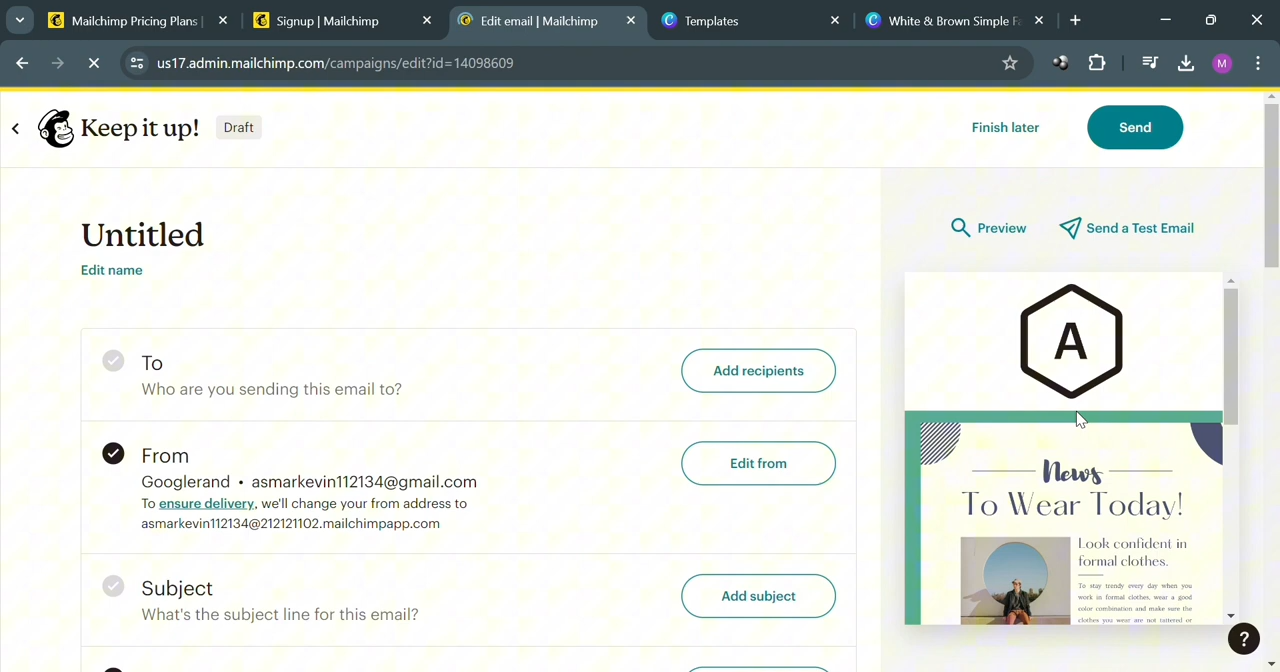 Mailchimp Pricing Plans
Signup | Mailchimp
Edit email | Mailchimp
Templates
White & Brown Simple Fa
us17.admin.mailchimp.com/campaigns/edit?id=14098609
M
Keep it up!
Draft
Finish later
Send
Untitled
Edit name
Preview
Send a Test Email
To
Who are you sending this email to?
Add recipients
From
Googlerand • asmarkevin112134@gmail.com
To ensure delivery, we'll change your from address to
asmarkevin112134@212121102.mailchimpapp.com
Edit from
Subject
What's the subject line for this email?
Add subject
A
News
To Wear Today!
Look confident in
formal clothes.
To stay trendy every day when you
work in formal clothes, wear a good
color combination and make sure the
clothes you wear are not tattered or
?